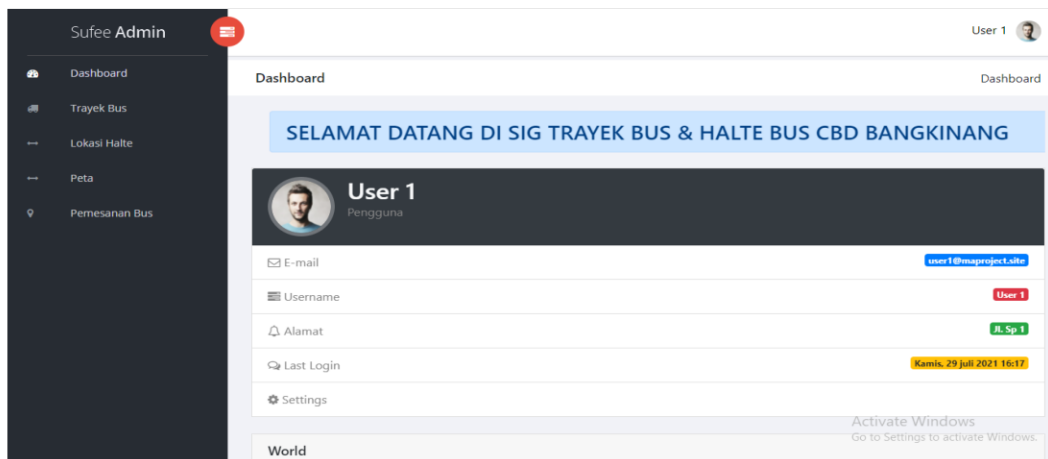 Sufee Admin
User 1
Dashboard
Trayek Bus
Lokasi Halte
Peta
Pemesanan Bus
Dashboard
Dashboard
SELAMAT DATANG DI SIG TRAYEK BUS & HALTE BUS CBD BANGKINANG
User 1
Pengguna
E-mail
user1@maproject.site
Username
User 1
Alamat
Jl. Sp 1
Last Login
Kamis, 29 juli 2021 16:17
Settings
World
Activate Windows
Go to Settings to activate Windows.